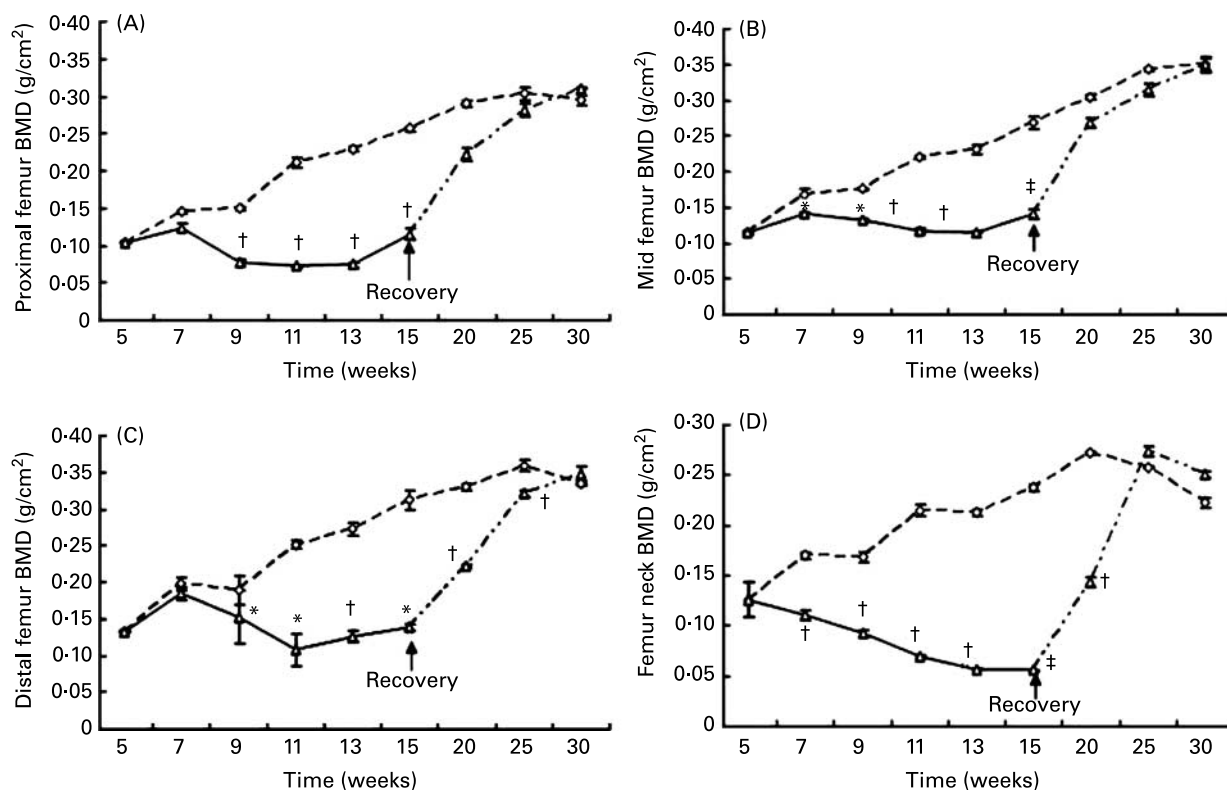 (A)
Proximal femur BMD (g/cm²)
0·40
0·35
0·30
0·25
0·20
0·15
0·10
0·05
0
†
†
†
†
Recovery
5 7 9 11 13 15 20 25 30
Time (weeks)
(B)
Mid femur BMD (g/cm²)
0·40
0·35
0·30
0·25
0·20
0·15
0·10
0·05
0
*
*
†
†
‡
Recovery
5 7 9 11 13 15 20 25 30
Time (weeks)
(C)
Distal femur BMD (g/cm²)
0·40
0·35
0·30
0·25
0·20
0·15
0·10
0·05
0
*
*
†
*
†
†
Recovery
5 7 9 11 13 15 20 25 30
Time (weeks)
(D)
Femur neck BMD (g/cm²)
0·30
0·25
0·20
0·15
0·10
0·05
0
†
†
†
†
‡
†
Recovery
5 7 9 11 13 15 20 25 30
Time (weeks)